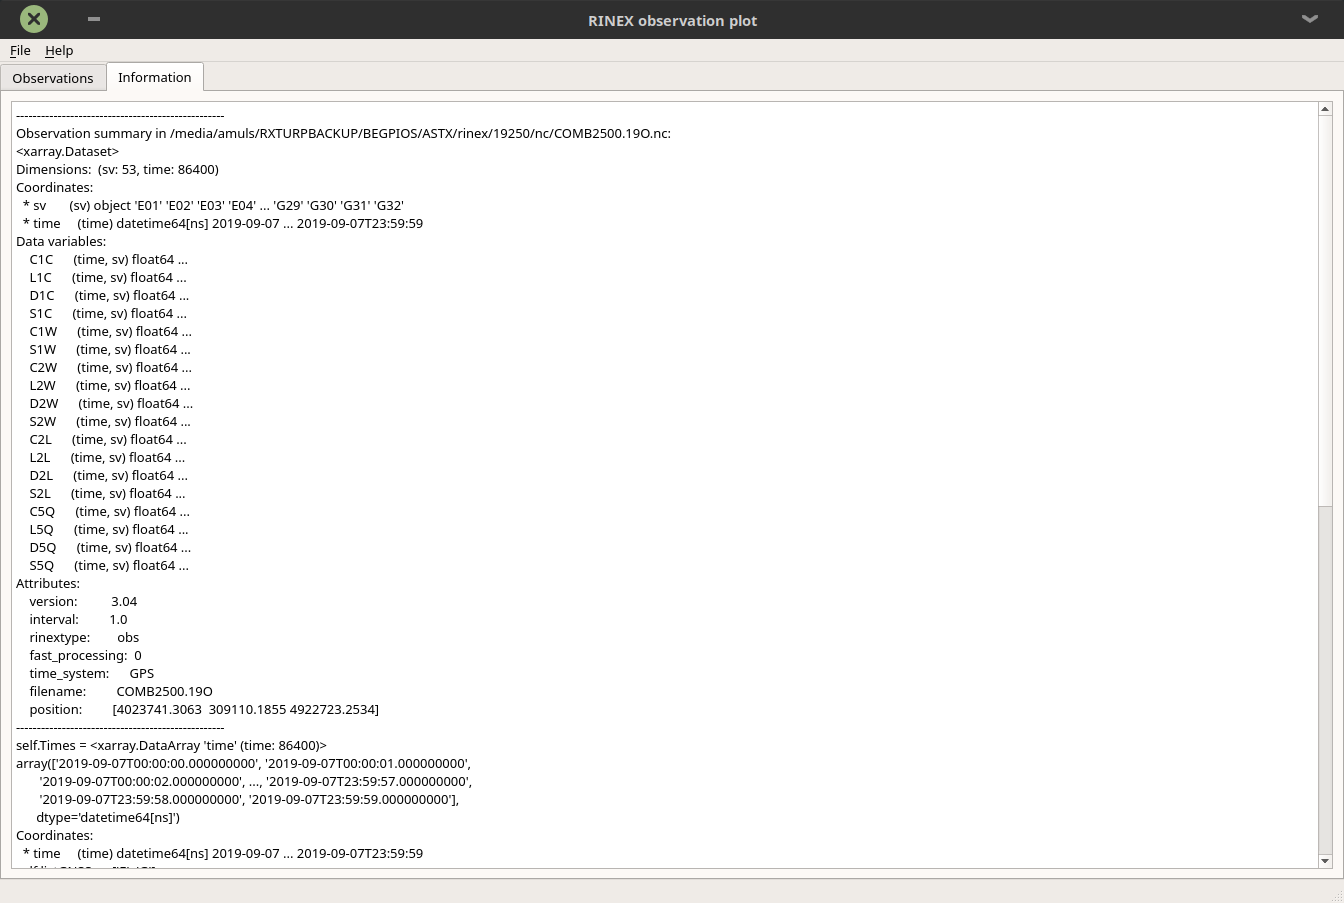 RINEX observation plot
File Help
Observations Information
--------------------------------------------------
Observation summary in /media/amuls/RXTURPBACKUP/BEGPIOS/ASTX/rinex/19250/nc/COMB2500.19O.nc:
<xarray.Dataset>
Dimensions:  (sv: 53, time: 86400)
Coordinates:
  * sv       (sv) object 'E01' 'E02' 'E03' 'E04' ... 'G29' 'G30' 'G31' 'G32'
  * time     (time) datetime64[ns] 2019-09-07 ... 2019-09-07T23:59:59
Data variables:
    C1C      (time, sv) float64 ...
    L1C      (time, sv) float64 ...
    D1C      (time, sv) float64 ...
    S1C      (time, sv) float64 ...
    C1W      (time, sv) float64 ...
    S1W      (time, sv) float64 ...
    C2W      (time, sv) float64 ...
    L2W      (time, sv) float64 ...
    D2W      (time, sv) float64 ...
    S2W      (time, sv) float64 ...
    C2L      (time, sv) float64 ...
    L2L      (time, sv) float64 ...
    D2L      (time, sv) float64 ...
    S2L      (time, sv) float64 ...
    C5Q      (time, sv) float64 ...
    L5Q      (time, sv) float64 ...
    D5Q      (time, sv) float64 ...
    S5Q      (time, sv) float64 ...
Attributes:
    version:          3.04
    interval:         1.0
    rinextype:        obs
    fast_processing:  0
    time_system:      GPS
    filename:         COMB2500.19O
    position:         [4023741.3063  309110.1855 4922723.2534]
--------------------------------------------------
self.Times = <xarray.DataArray 'time' (time: 86400)>
array(['2019-09-07T00:00:00.000000000', '2019-09-07T00:00:01.000000000',
       '2019-09-07T00:00:02.000000000', ..., '2019-09-07T23:59:57.000000000',
       '2019-09-07T23:59:58.000000000', '2019-09-07T23:59:59.000000000'],
      dtype='datetime64[ns]')
Coordinates:
  * time     (time) datetime64[ns] 2019-09-07 ... 2019-09-07T23:59:59